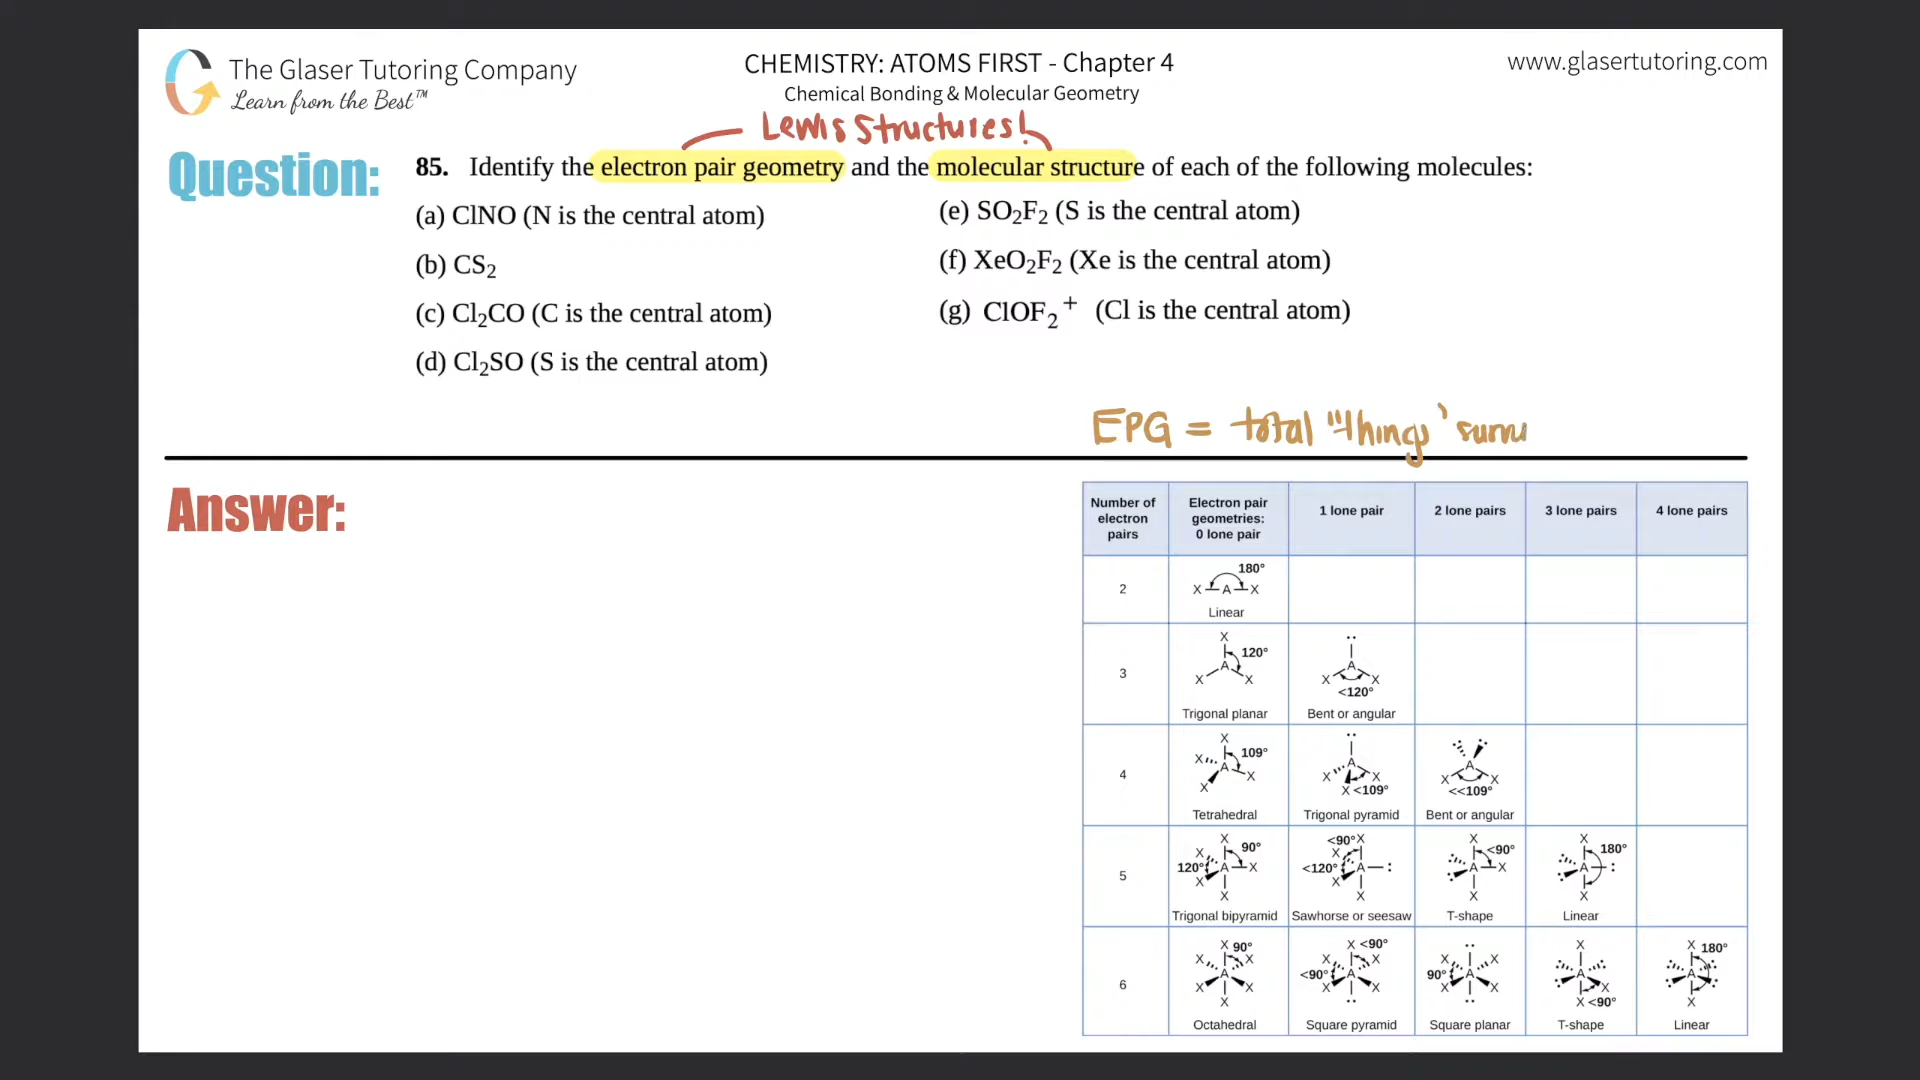 The Glaser Tutoring Company
Learn from the Best™
CHEMISTRY: ATOMS FIRST - Chapter 4
Chemical Bonding & Molecular Geometry
www.glasertutoring.com
Lewis Structures!
Question:
85. Identify the electron pair geometry and the molecular structure of each of the following molecules:
(a) ClNO (N is the central atom)
(b) CS₂
(c) Cl₂CO (C is the central atom)
(d) Cl₂SO (S is the central atom)
(e) SO₂F₂ (S is the central atom)
(f) XeO₂F₂ (Xe is the central atom)
(g) ClOF₂⁺ (Cl is the central atom)
EPG = total "things"
Answer:
Number of electron pairs
Electron pair geometries: 0 lone pair
1 lone pair
2 lone pairs
3 lone pairs
4 lone pairs
2
180°
X A X
Linear
3
X
120°
A
X X
Trigonal planar
A
X X
<120°
Bent or angular
4
X
109°
X A
X X
Tetrahedral
A
X X
X <109°
Trigonal pyramid
A
X X
<<109°
Bent or angular
5
X
X 90°
120° A X
X
X
Trigonal bipyramid
<90° X
X
<120° A
X
X
Sawhorse or seesaw
X
<90°
A X
X
T-shape
X
180°
A
X
Linear
6
X 90°
X X
A
X X
X
Octahedral
X <90°
X X
<90° A
X X
Square pyramid
X X
90° A
X X
Square planar
X
A
X
X <90°
T-shape
X 180°
A
X
Linear